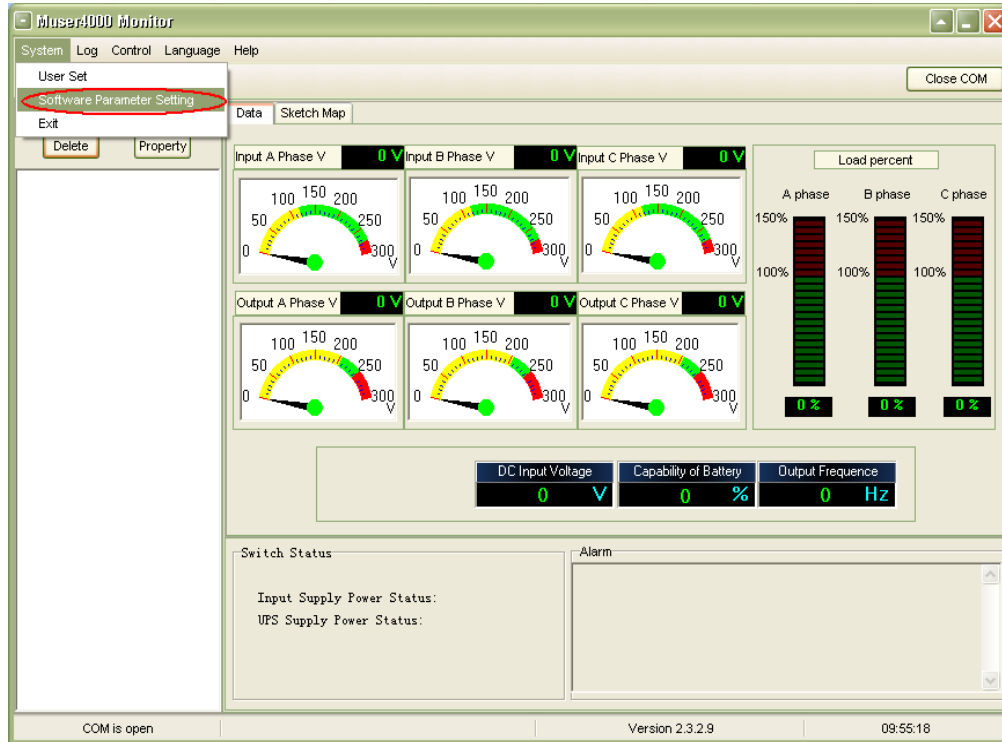 Muser4000 Monitor
System Log Control Language Help
User Set
Software Parameter Setting
Exit
Close COM
Delete Property
Data Sketch Map
Input A Phase V 0 V Input B Phase V 0 V Input C Phase V 0 V
0 50 100 150 200 250 300 V
0 50 100 150 200 250 300 V
0 50 100 150 200 250 300 V
Output A Phase V 0 V Output B Phase V 0 V Output C Phase V 0 V
0 50 100 150 200 250 300 V
0 50 100 150 200 250 300 V
0 50 100 150 200 250 300 V
Load percent
A phase B phase C phase
150% 150% 150%
100% 100% 100%
0 % 0 % 0 %
DC Input Voltage Capability of Battery Output Frequence
0 V 0 % 0 Hz
Switch Status
Input Supply Power Status:
UPS Supply Power Status:
Alarm
COM is open Version 2.3.2.9 09:55:18